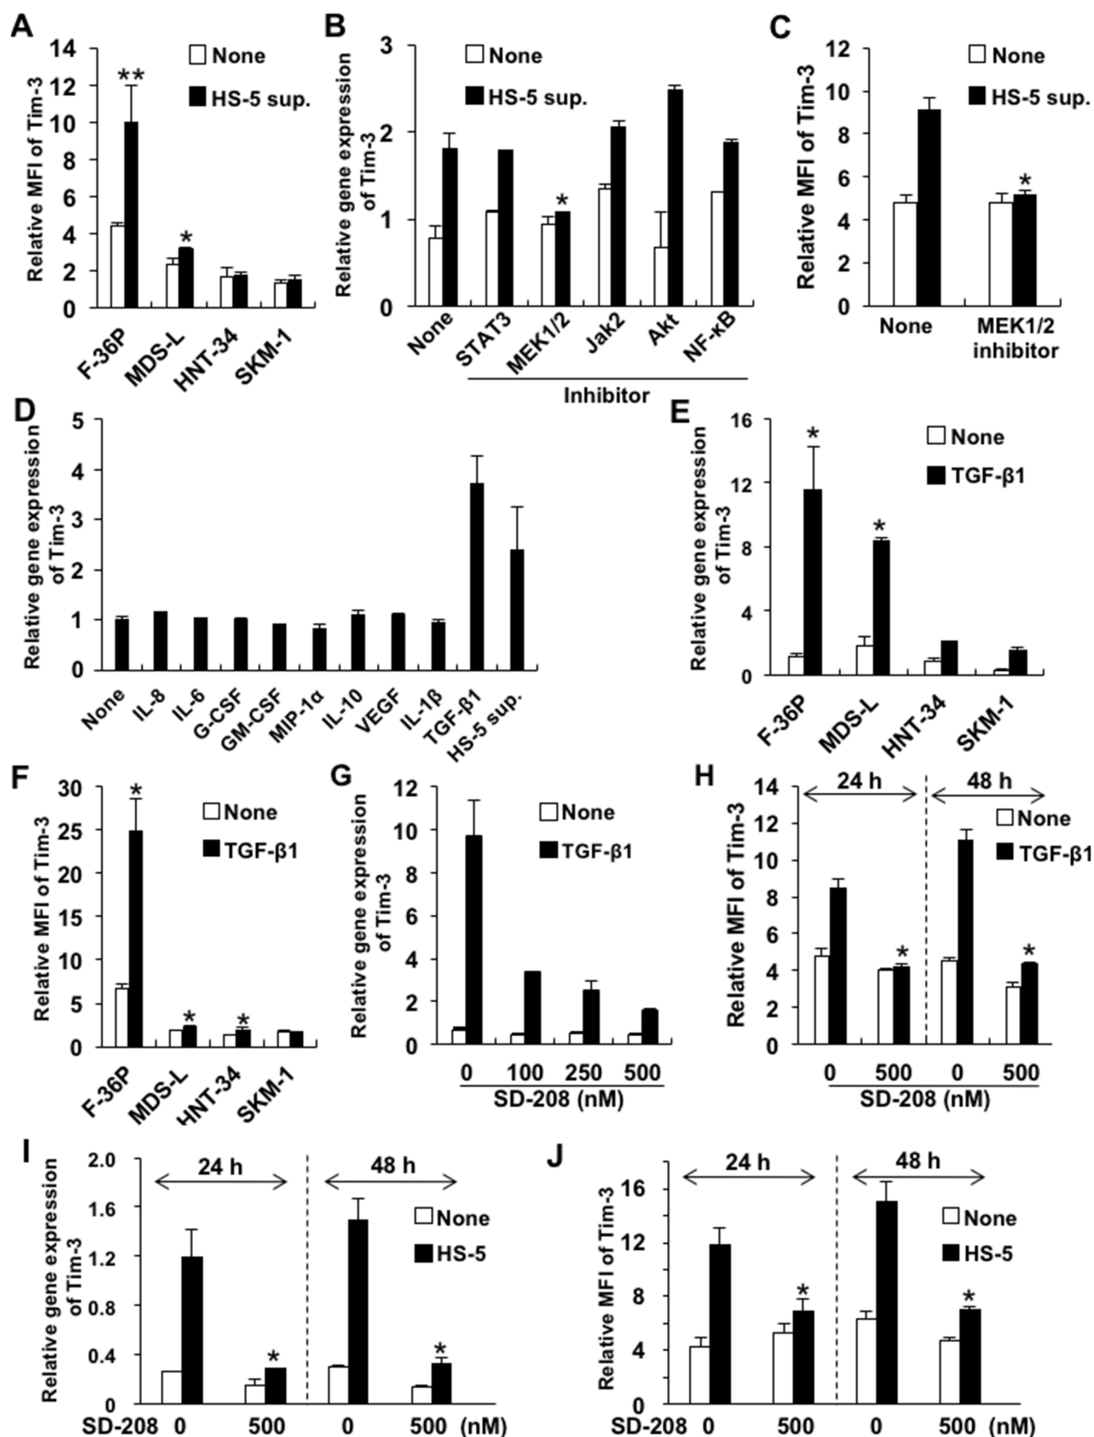 A
Relative MFI of Tim-3
14
12
10
8
6
4
2
0
**
*
None
HS-5 sup.
F-36P
MDS-L
HNT-34
SKM-1
B
Relative gene expression
of Tim-3
3
2
1
0
*
None
HS-5 sup.
None
STAT3
MEK1/2
Jak2
Akt
NF-κB
Inhibitor
C
Relative MFI of Tim-3
12
10
8
6
4
2
0
*
None
HS-5 sup.
None
MEK1/2
inhibitor
D
Relative gene expression
of Tim-3
5
4
3
2
1
0
None
IL-8
IL-6
G-CSF
GM-CSF
MIP-1α
IL-10
VEGF
IL-1β
TGF-β1
HS-5 sup.
E
Relative gene expression
of Tim-3
16
12
8
4
0
*
*
None
TGF-β1
F-36P
MDS-L
HNT-34
SKM-1
F
Relative MFI of Tim-3
30
25
20
15
10
5
0
*
*
*
None
TGF-β1
F-36P
MDS-L
HNT-34
SKM-1
G
Relative gene expression
of Tim-3
12
10
8
6
4
2
0
None
TGF-β1
0 100 250 500
SD-208 (nM)
H
Relative MFI of Tim-3
14
12
10
8
6
4
2
0
24 h
48 h
None
TGF-β1
*
*
0 500 0 500
SD-208 (nM)
I
Relative gene expression
of Tim-3
2.0
1.6
1.2
0.8
0.4
0
24 h
48 h
None
HS-5
*
*
SD-208 0 500 0 500 (nM)
J
Relative MFI of Tim-3
16
12
8
4
0
24 h
48 h
None
HS-5
*
*
SD-208 0 500 0 500 (nM)